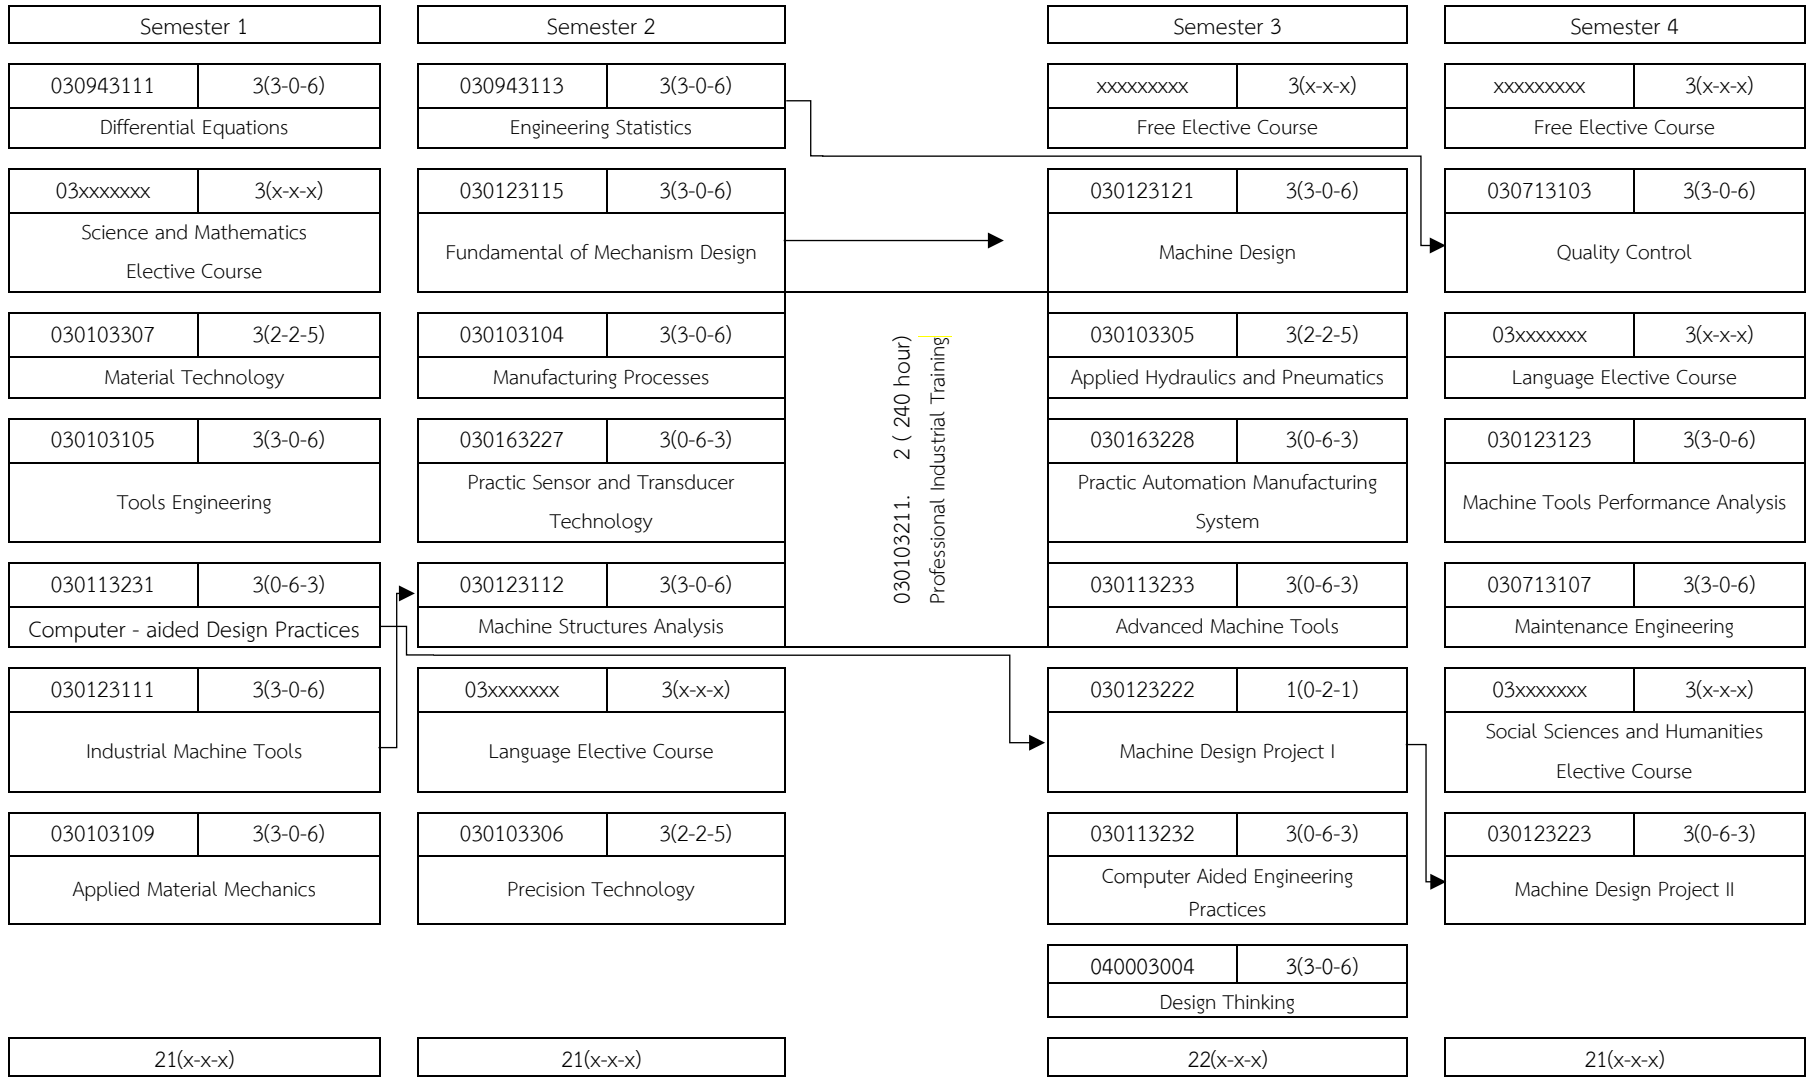 Semester 1
030943111 3(3-0-6)
Differential Equations
03xxxxxxx 3(x-x-x)
Science and Mathematics
Elective Course
030103307 3(2-2-5)
Material Technology
030103105 3(3-0-6)
Tools Engineering
030113231 3(0-6-3)
Computer - aided Design Practices
030123111 3(3-0-6)
Industrial Machine Tools
030103109 3(3-0-6)
Applied Material Mechanics
21(x-x-x)
Semester 2
030943113 3(3-0-6)
Engineering Statistics
030123115 3(3-0-6)
Fundamental of Mechanism Design
030103104 3(3-0-6)
Manufacturing Processes
030163227 3(0-6-3)
Practic Sensor and Transducer
Technology
030123112 3(3-0-6)
Machine Structures Analysis
03xxxxxxx 3(x-x-x)
Language Elective Course
030103306 3(2-2-5)
Precision Technology
21(x-x-x)
030103211. 2 ( 240 hour)
Professional Industrial Training
Semester 3
xxxxxxxxx 3(x-x-x)
Free Elective Course
030123121 3(3-0-6)
Machine Design
030103305 3(2-2-5)
Applied Hydraulics and Pneumatics
030163228 3(0-6-3)
Practic Automation Manufacturing
System
030113233 3(0-6-3)
Advanced Machine Tools
030123222 1(0-2-1)
Machine Design Project I
030113232 3(0-6-3)
Computer Aided Engineering
Practices
040003004 3(3-0-6)
Design Thinking
22(x-x-x)
Semester 4
xxxxxxxxx 3(x-x-x)
Free Elective Course
030713103 3(3-0-6)
Quality Control
03xxxxxxx 3(x-x-x)
Language Elective Course
030123123 3(3-0-6)
Machine Tools Performance Analysis
030713107 3(3-0-6)
Maintenance Engineering
03xxxxxxx 3(x-x-x)
Social Sciences and Humanities
Elective Course
030123223 3(0-6-3)
Machine Design Project II
21(x-x-x)